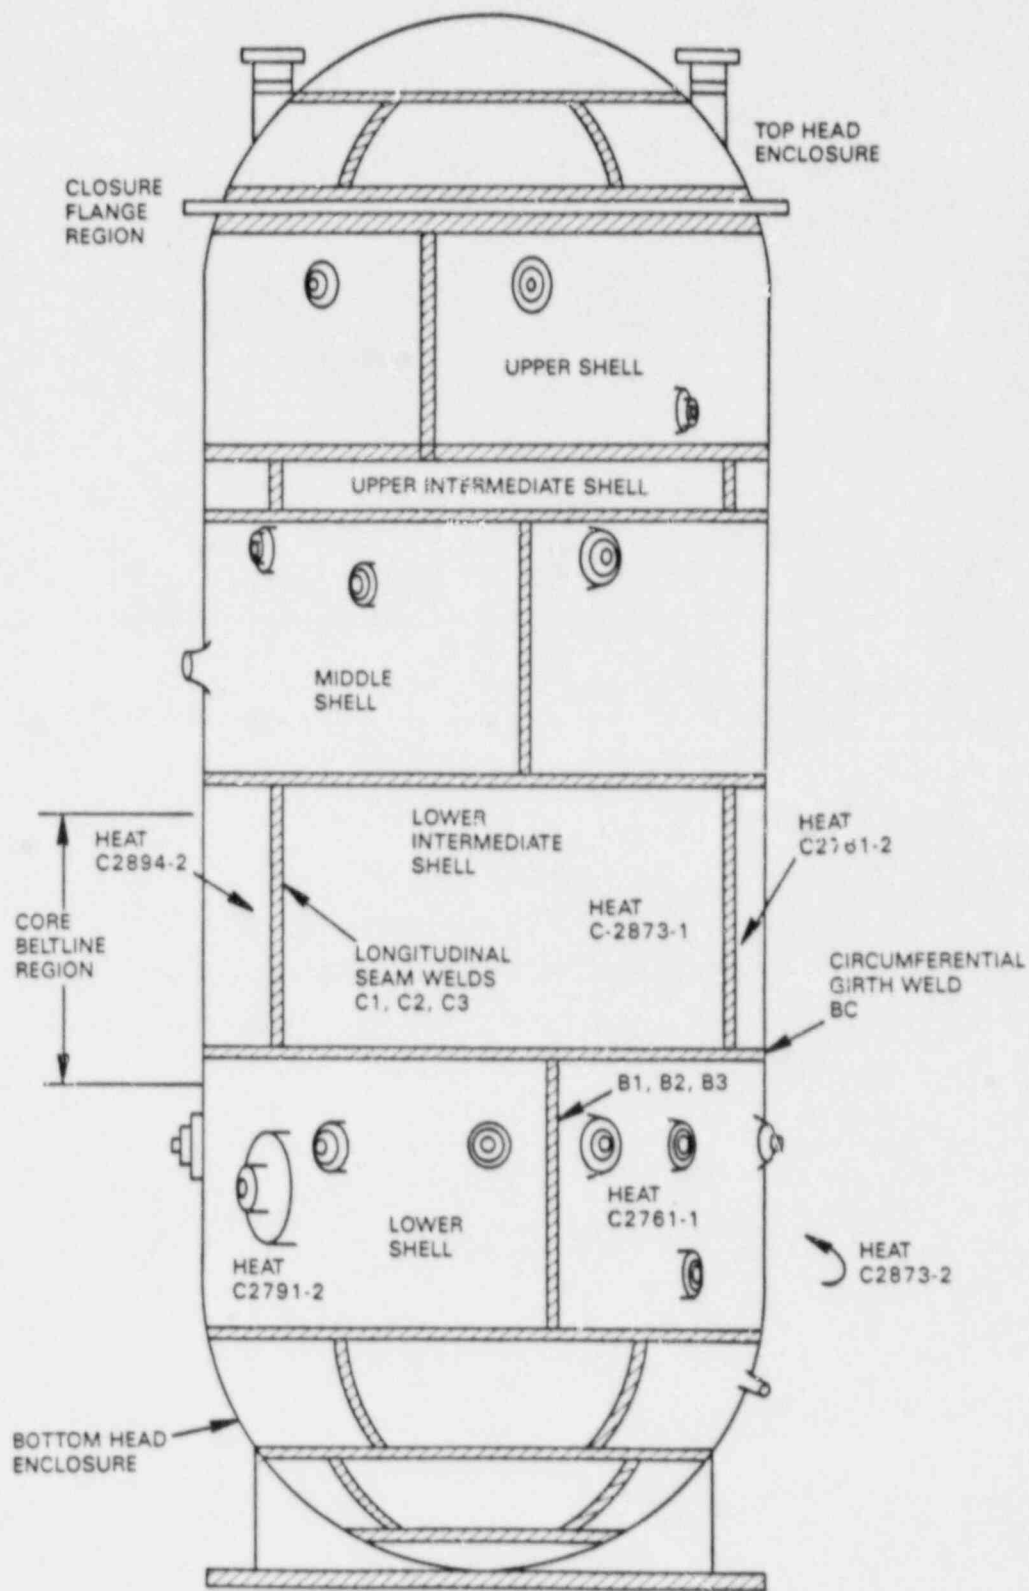 TOP HEAD
ENCLOSURE
CLOSURE
FLANGE
REGION
UPPER SHELL
UPPER INTERMEDIATE SHELL
MIDDLE
SHELL
HEAT
C2894-2
LOWER
INTERMEDIATE
SHELL
HEAT
C2761-2
CORE
BELTLINE
REGION
HEAT
C-2873-1
LONGITUDINAL
SEAM WELDS
C1, C2, C3
CIRCUMFERENTIAL
GIRTH WELD
BC
B1, B2, B3
HEAT
C2761-1
LOWER
SHELL
HEAT
C2791-2
HEAT
C2873-2
BOTTOM HEAD
ENCLOSURE